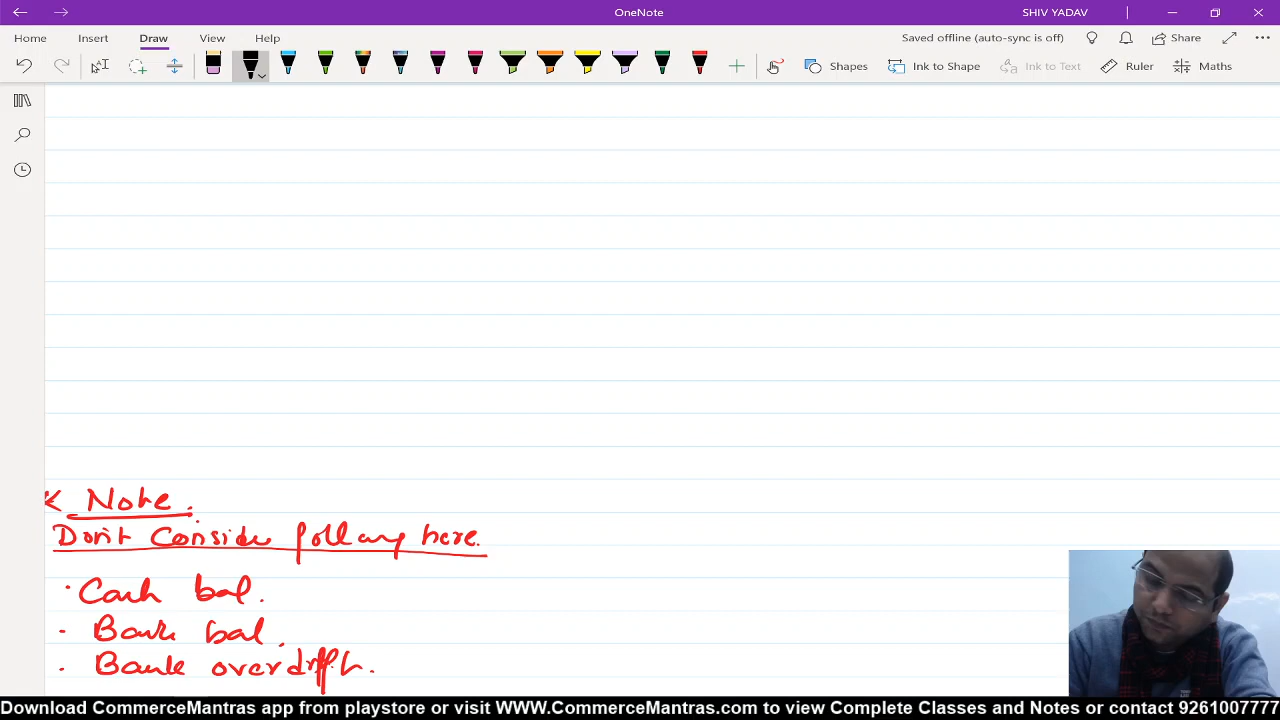 OneNote
SHIV YADAV
Home Insert Draw View Help
Saved offline (auto-sync is off)
Share
Shapes
Ink to Shape
Ink to Text
Ruler
Maths
Note :
Don't Consider here.
· Cash bal.
· Bank bal.
· Bank overdraft.
Download CommerceMantras app from playstore or visit WWW.CommerceMantras.com to view Complete Classes and Notes or contact 9261007777